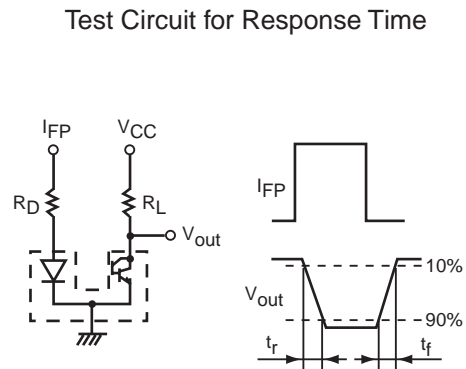 Test Circuit for Response Time
IFP
VCC
RD
RL
Vout
IFP
Vout
10%
90%
tr
tf